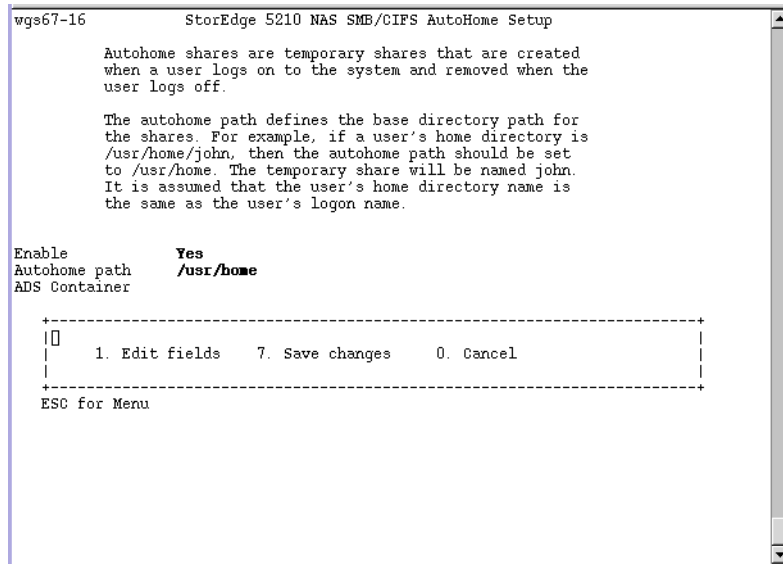 wgs67-16 StorEdge 5210 NAS SMB/CIFS AutoHome Setup
Autohome shares are temporary shares that are created
when a user logs on to the system and removed when the
user logs off.
The autohome path defines the base directory path for
the shares. For example, if a user's home directory is
/usr/home/john, then the autohome path should be set
to /usr/home. The temporary share will be named john.
It is assumed that the user's home directory name is
the same as the user's logon name.
Enable Yes
Autohome path /usr/home
ADS Container
1. Edit fields 7. Save changes 0. Cancel
ESC for Menu